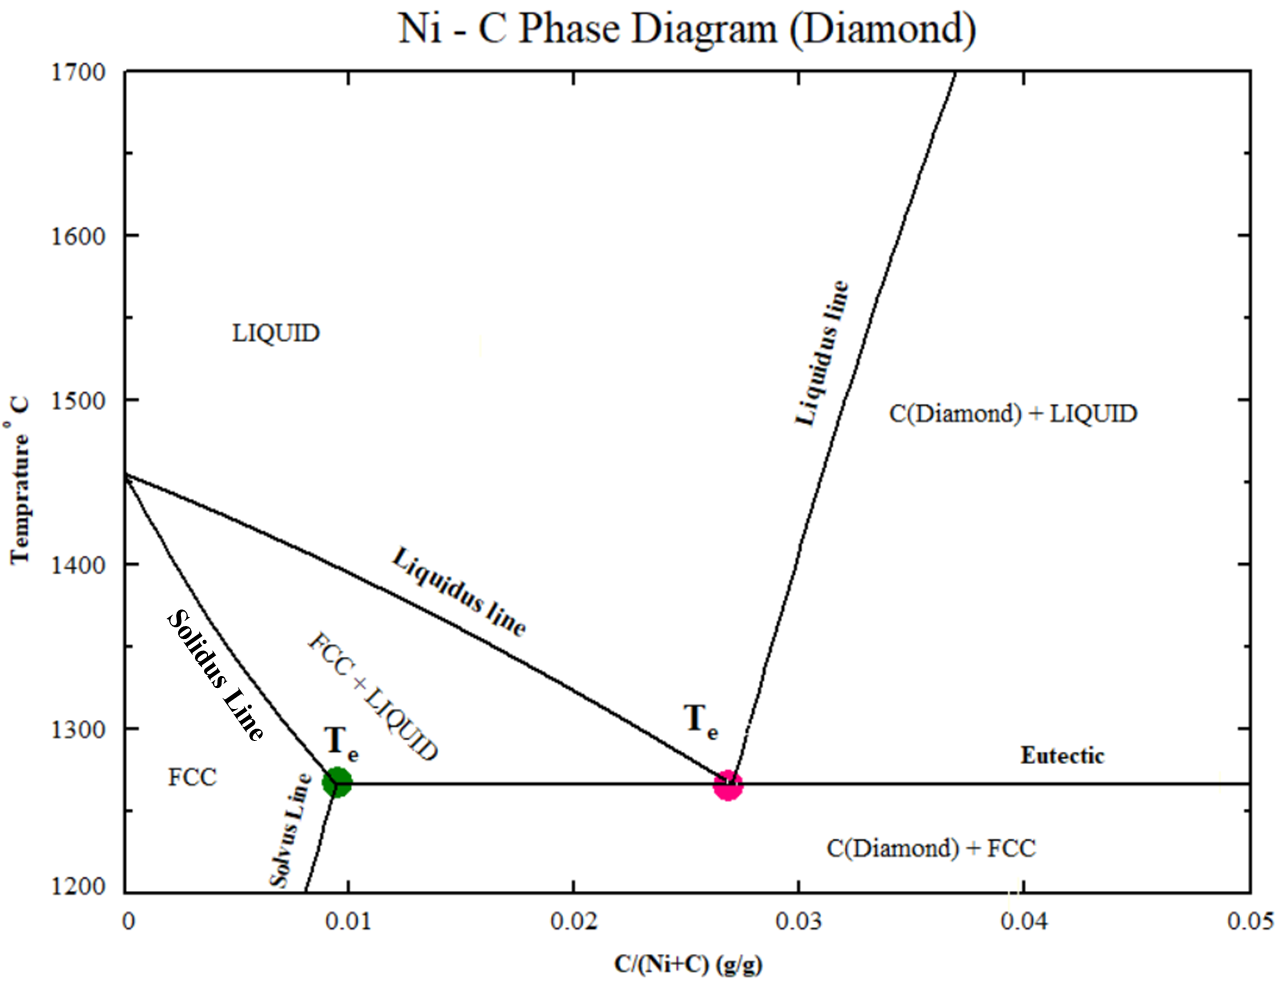 Ni - C Phase Diagram (Diamond)
1700
1600
1500
1400
1300
1200
Temprature ° C
LIQUID
Liquidus line
C(Diamond) + LIQUID
Liquidus line
Solidus Line
FCC + LIQUID
Te
Te
Eutectic
FCC
Solvus Line
C(Diamond) + FCC
0
0.01
0.02
0.03
0.04
0.05
C/(Ni+C) (g/g)